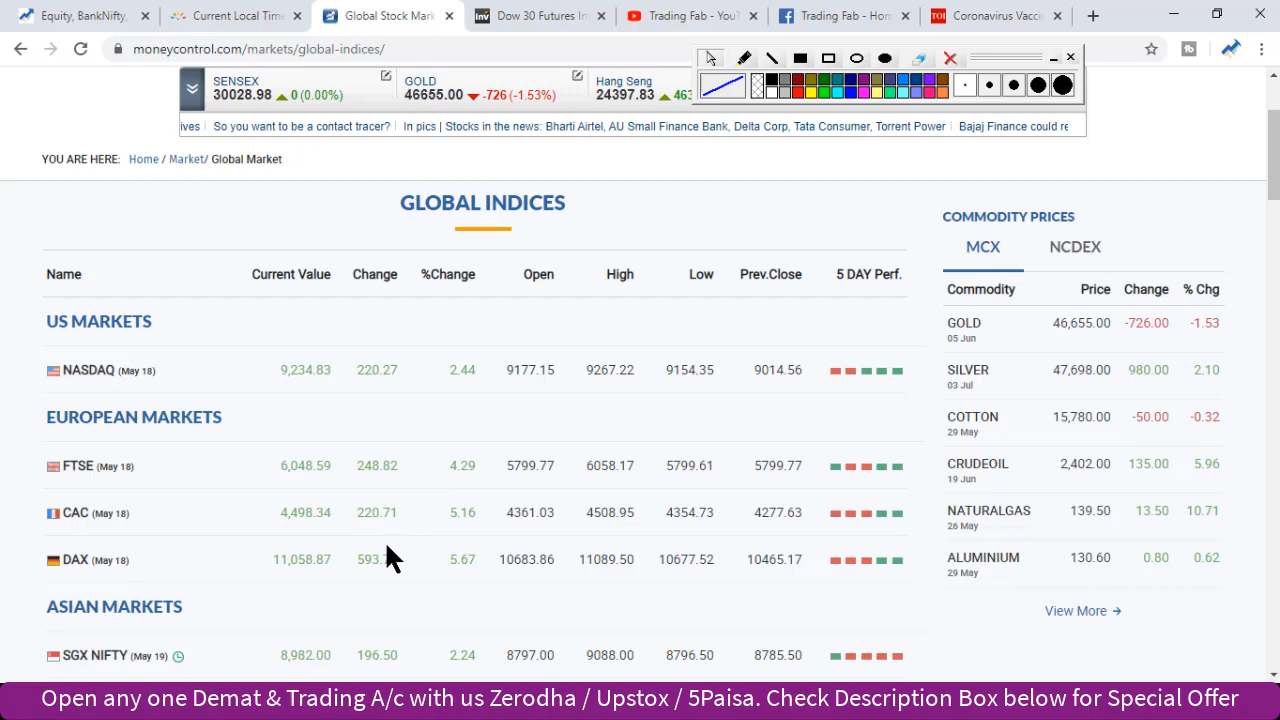 Equity, BankNifty, Current Local Time Global Stock Mark Dow 30 Futures In Trading Fab - YouT Trading Fab - Hom Coronavirus Vacci
moneycontrol.com/markets/global-indices/
SENSEX GOLD Hang Seng
30028.98 0 (0.00%) 46655.00 -726 (-1.53%) 24397.83 463
ives So you want to be a contact tracer? In pics | Stocks in the news: Bharti Airtel, AU Small Finance Bank, Delta Corp, Tata Consumer, Torrent Power Bajaj Finance could re
YOU ARE HERE: Home / Market/ Global Market
GLOBAL INDICES
Name Current Value Change %Change Open High Low Prev.Close 5 DAY Perf.
US MARKETS
NASDAQ (May 18) 9,234.83 220.27 2.44 9177.15 9267.22 9154.35 9014.56
EUROPEAN MARKETS
FTSE (May 18) 6,048.59 248.82 4.29 5799.77 6058.17 5799.61 5799.77
CAC (May 18) 4,498.34 220.71 5.16 4361.03 4508.95 4354.73 4277.63
DAX (May 18) 11,058.87 5.67 10683.86 11089.50 10677.52 10465.17
ASIAN MARKETS
SGX NIFTY (May 19) 8,982.00 196.50 2.24 8797.00 9088.00 8796.50 8785.50
COMMODITY PRICES
MCX NCDEX
Commodity Price Change % Chg
GOLD 46,655.00 -726.00 -1.53
05 Jun
SILVER 47,698.00 980.00 2.10
03 Jul
COTTON 15,780.00 -50.00 -0.32
29 May
CRUDEOIL 2,402.00 135.00 5.96
19 Jun
NATURALGAS 139.50 13.50 10.71
26 May
ALUMINIUM 130.60 0.80 0.62
29 May
View More
Open any one Demat & Trading A/c with us Zerodha / Upstox / 5Paisa. Check Description Box below for Special Offer